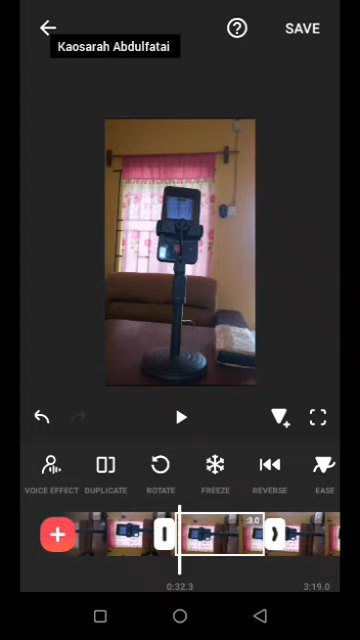 SAVE
Kaosarah Abdulfatai
VOICE EFFECT
DUPLICATE
ROTATE
FREEZE
REVERSE
EASE
3.0
0:32.3
3:19.0